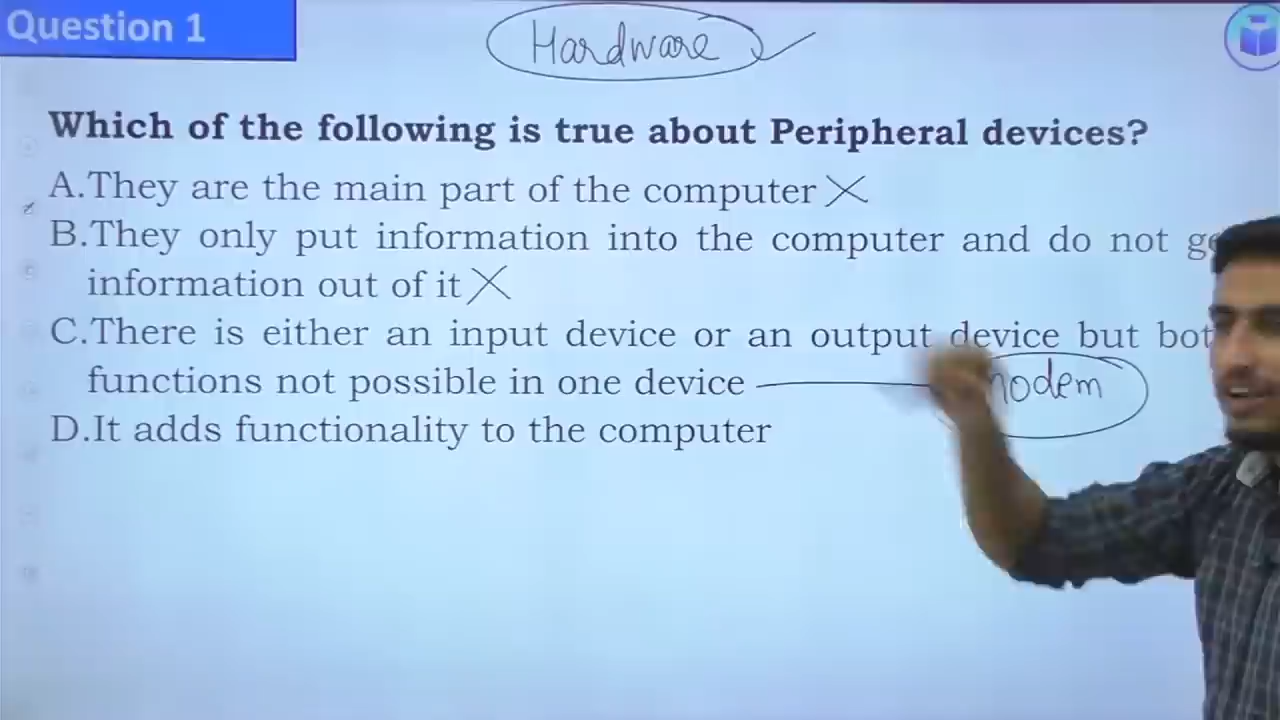 Question 1
Hardware
Which of the following is true about Peripheral devices?
A.They are the main part of the computer
B.They only put information into the computer and do not
information out of it
C.There is either an input device or an output device but
functions not possible in one device
D.It adds functionality to the computer